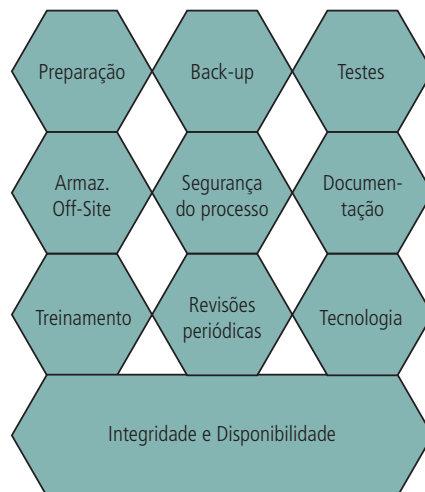 Preparação
Back-up
Testes
Armaz.
Off-Site
Segurança
do processo
Documen-
tação
Treinamento
Revisões
periódicas
Tecnologia
Integridade e Disponibilidade